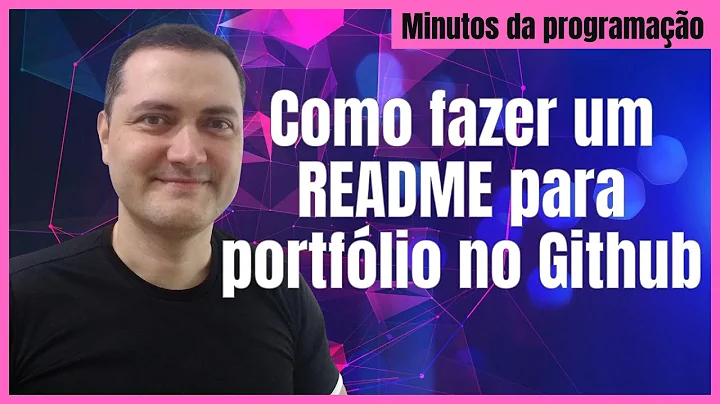 Minutos da programação
Como fazer um
README para
portfólio no Github